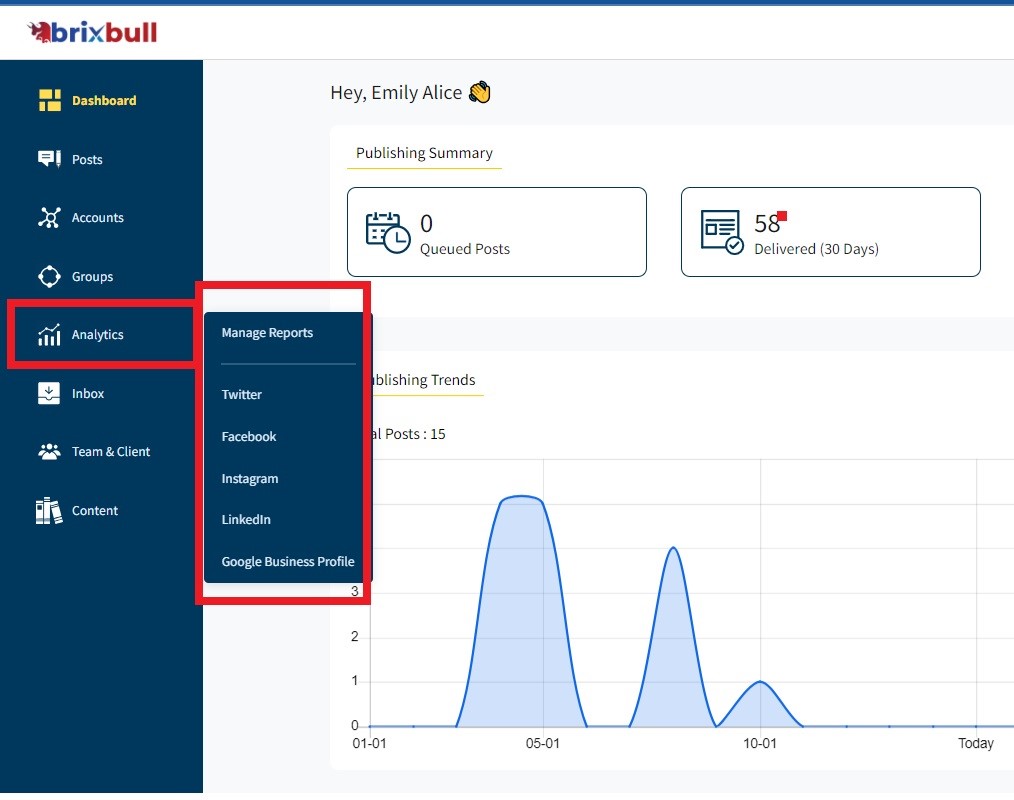 brixbull
Dashboard
Posts
Accounts
Groups
Analytics
Inbox
Team & Client
Content
Manage Reports
Twitter
Facebook
Instagram
LinkedIn
Google Business Profile
Hey, Emily Alice 👋
Publishing Summary
0
Queued Posts
58
Delivered (30 Days)
blishing Trends
al Posts : 15
3
2
1
0
01-01
05-01
10-01
Today